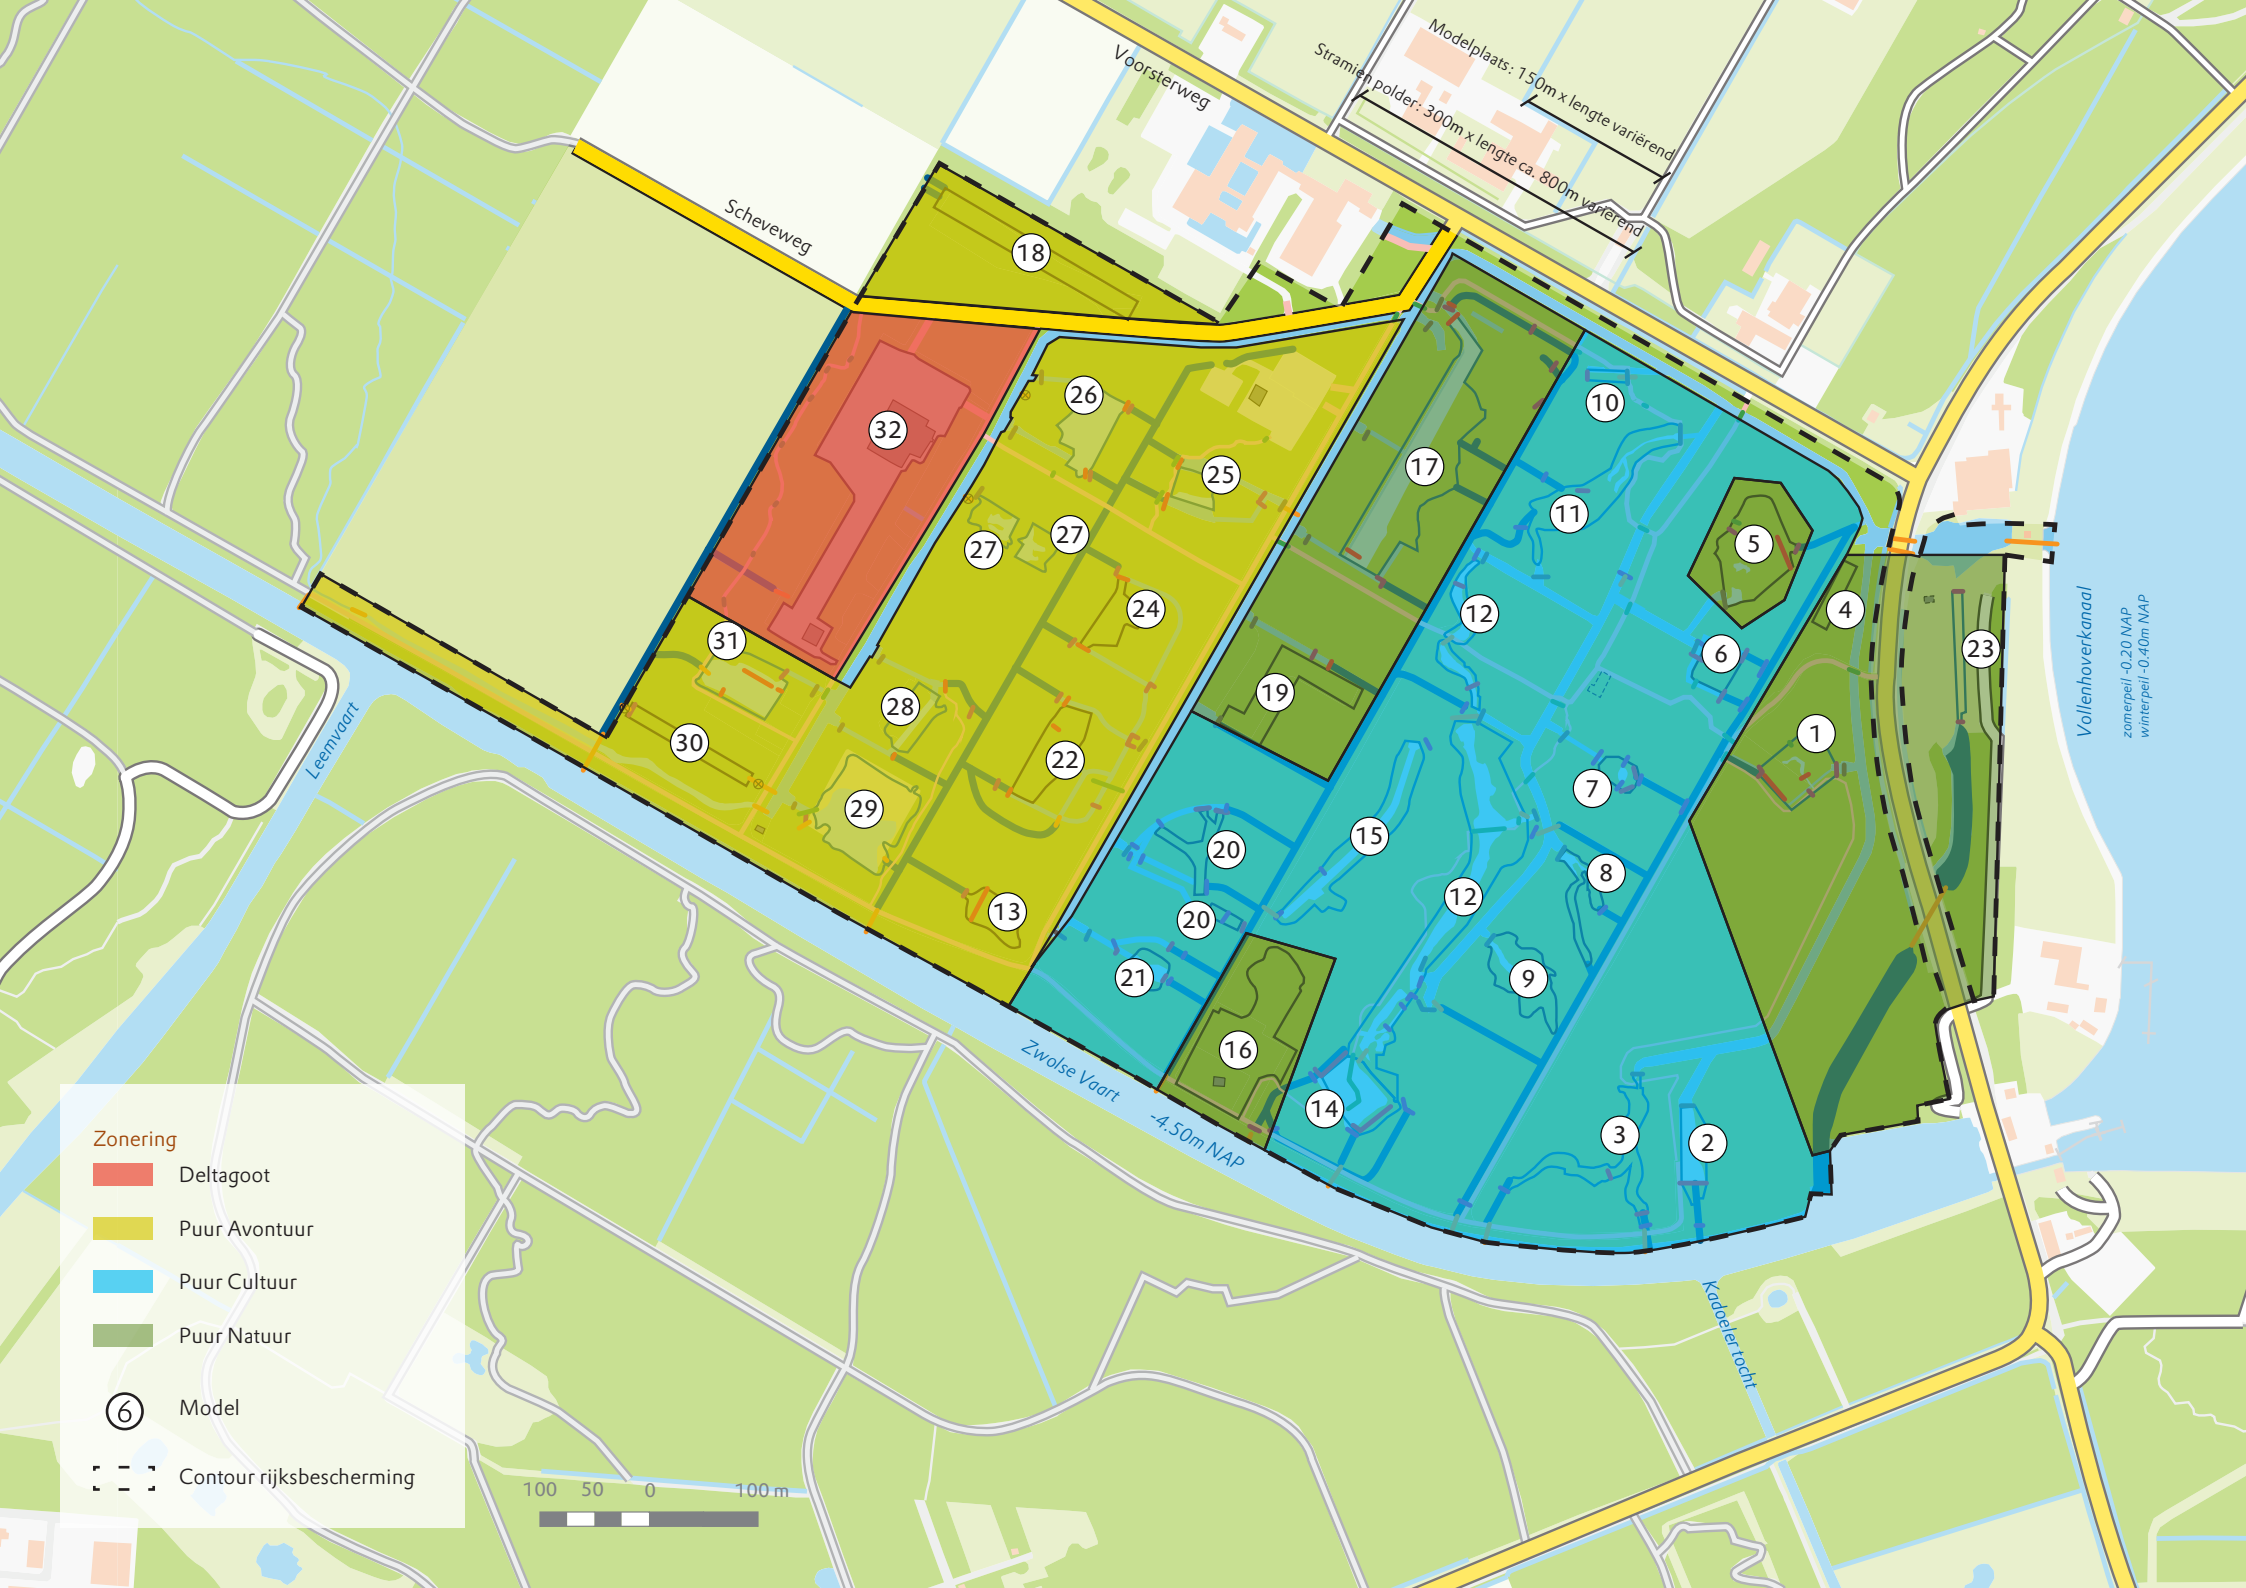 Voorsterweg
Modelplaats: 150m x lengte variërend
Stramien polder: 300m x lengte ca. 800m variërend
Scheveweg
18
10
26
32
17
25
11
5
27
27
24
12
4
6
23
31
19
28
1
30
22
7
29
15
20
8
12
13
20
21
9
16
14
3
2
Leemvaart
Vollenhoverkanaal
zomerpeil -0.20 NAP
winterpeil -0.40m NAP
Zwolse Vaart
-4.50m NAP
Kadoelertocht
Zonering
Deltagoot
Puur Avontuur
Puur Cultuur
Puur Natuur
6 Model
Contour rijksbescherming
100 50 0 100 m